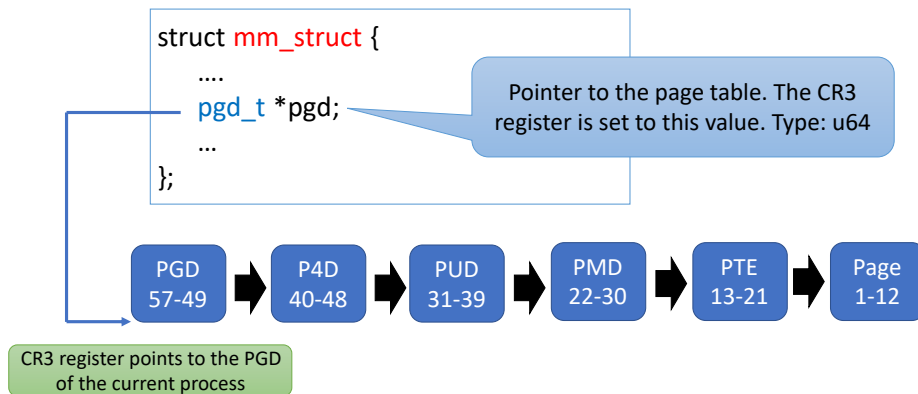 struct mm_struct {
....
pgd_t *pgd;
...
};
Pointer to the page table. The CR3
register is set to this value. Type: u64
PGD
57-49
P4D
40-48
PUD
31-39
PMD
22-30
PTE
13-21
Page
1-12
CR3 register points to the PGD
of the current process